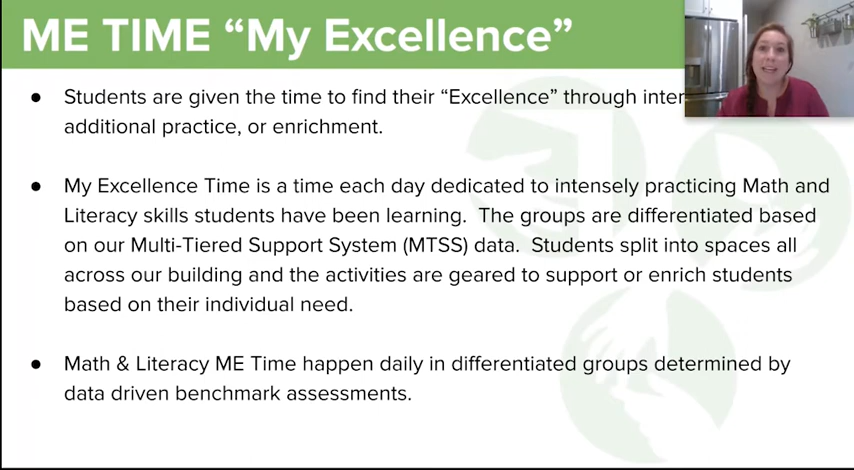 ME TIME “My Excellence”
● Students are given the time to find their “Excellence” through
additional practice, or enrichment.
● My Excellence Time is a time each day dedicated to intensely practicing Math and
Literacy skills students have been learning.  The groups are differentiated based
on our Multi-Tiered Support System (MTSS) data.  Students split into spaces all
across our building and the activities are geared to support or enrich students
based on their individual need.
● Math & Literacy ME Time happen daily in differentiated groups determined by
data driven benchmark assessments.